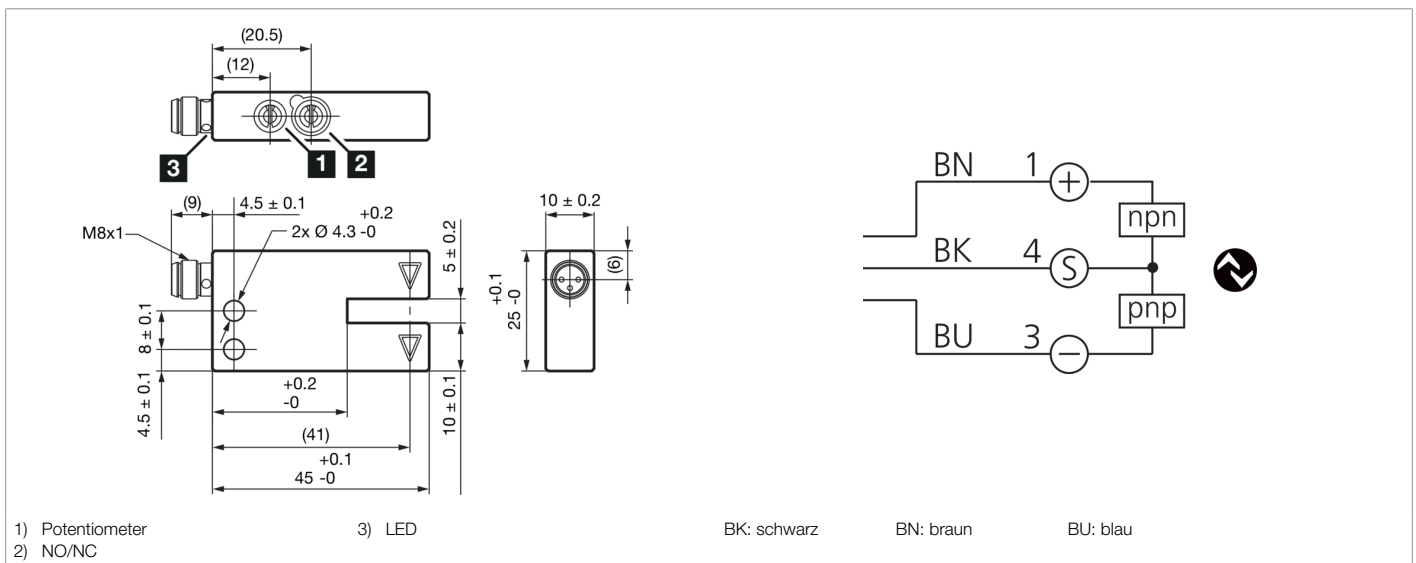 (20.5)
(12)
3
1
2
(9)
4.5 ± 0.1
+0.2
2x Ø 4.3 -0
M8x1
5 ± 0.2
8 ± 0.1
4.5 ± 0.1
+0.2
-0
10 ± 0.1
(41)
+0.1
45 -0
10 ± 0.2
(6)
+0.1
25 -0
BN 1 +
npn
BK 4 S
pnp
BU 3 −
1) Potentiometer 3) LED BK: schwarz BN: braun BU: blau
2) NO/NC